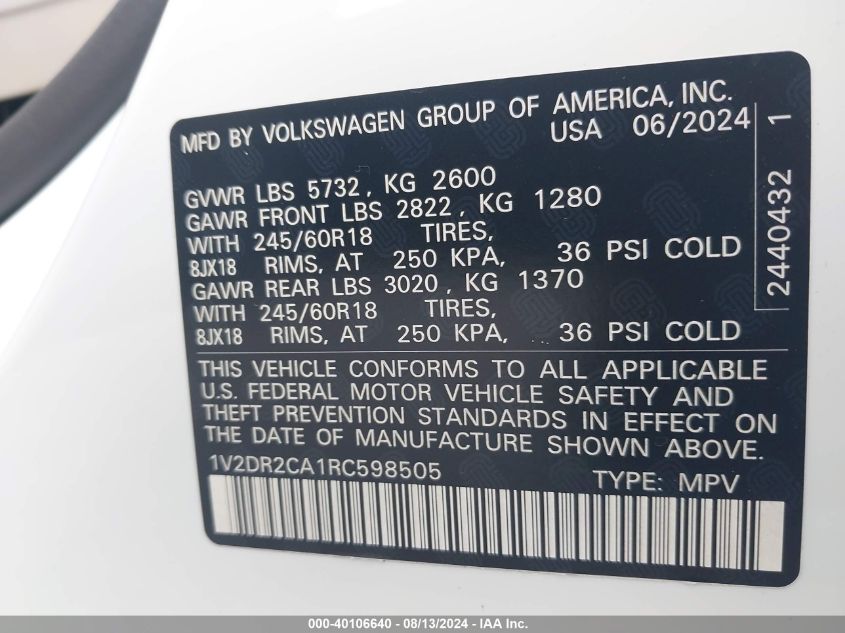 MFD BY VOLKSWAGEN GROUP OF AMERICA, INC.
USA 06/2024
GVWR LBS 5732, KG 2600
GAWR FRONT LBS 2822, KG 1280
WITH 245/60R18 TIRES,
8JX18 RIMS, AT 250 KPA, 36 PSI COLD
GAWR REAR LBS 3020, KG 1370
WITH 245/60R18 TIRES,
8JX18 RIMS, AT 250 KPA, 36 PSI COLD
2440432 1
THIS VEHICLE CONFORMS TO ALL APPLICABLE
U.S. FEDERAL MOTOR VEHICLE SAFETY AND
THEFT PREVENTION STANDARDS IN EFFECT ON
THE DATE OF MANUFACTURE SHOWN ABOVE.
1V2DR2CA1RC598505 TYPE: MPV
000-40106640 - 08/13/2024 - IAA Inc.